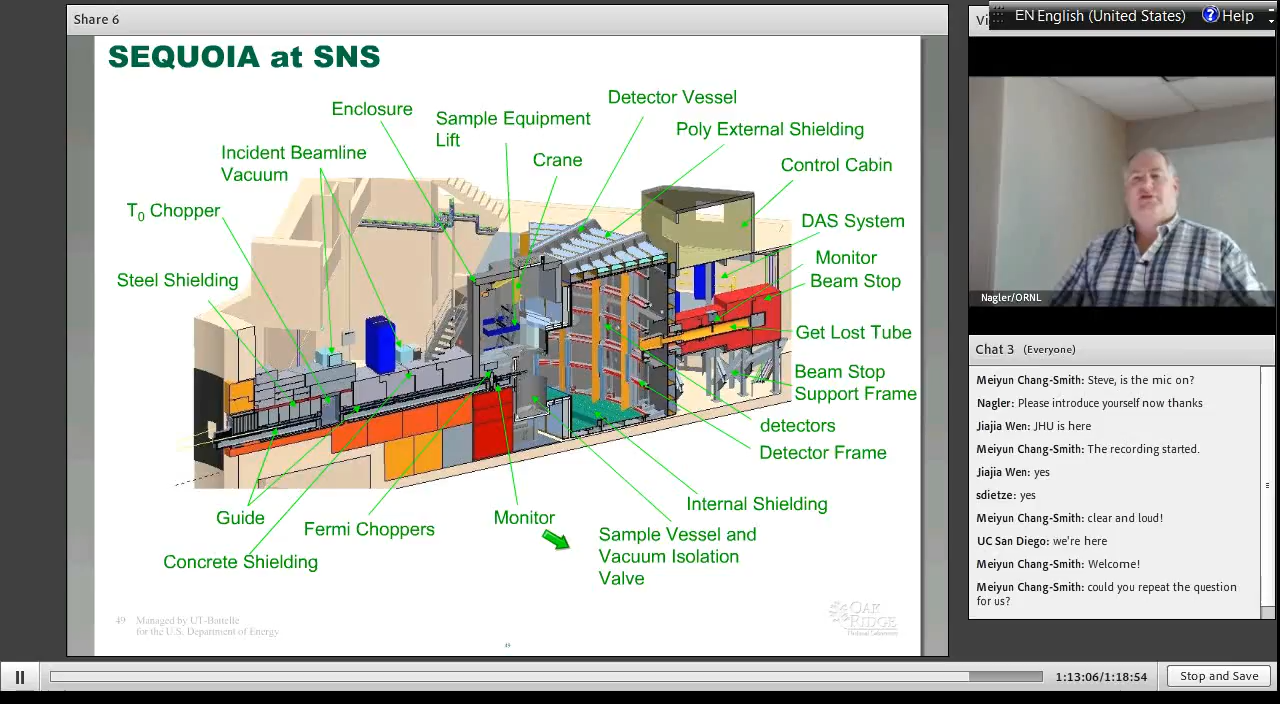 Share 6
EN English (United States)
Help
SEQUOIA at SNS
Detector Vessel
Enclosure
Sample Equipment
Lift
Poly External Shielding
Incident Beamline
Vacuum
Crane
Control Cabin
T0 Chopper
DAS System
Steel Shielding
Monitor
Beam Stop
Get Lost Tube
Beam Stop
Support Frame
detectors
Detector Frame
Internal Shielding
Guide
Fermi Choppers
Monitor
Sample Vessel and
Vacuum Isolation
Valve
Concrete Shielding
49 Managed by UT-Battelle
for the U.S. Department of Energy
OAK
RIDGE
National Laboratory
Nagler/ORNL
Chat 3 (Everyone)
Meiyun Chang-Smith: Steve, is the mic on?
Nagler: Please introduce yourself now thanks
Jiajia Wen: JHU is here
Meiyun Chang-Smith: The recording started.
Jiajia Wen: yes
sdietze: yes
Meiyun Chang-Smith: clear and loud!
UC San Diego: we're here
Meiyun Chang-Smith: Welcome!
Meiyun Chang-Smith: could you repeat the question
for us?
1:13:06/1:18:54
Stop and Save